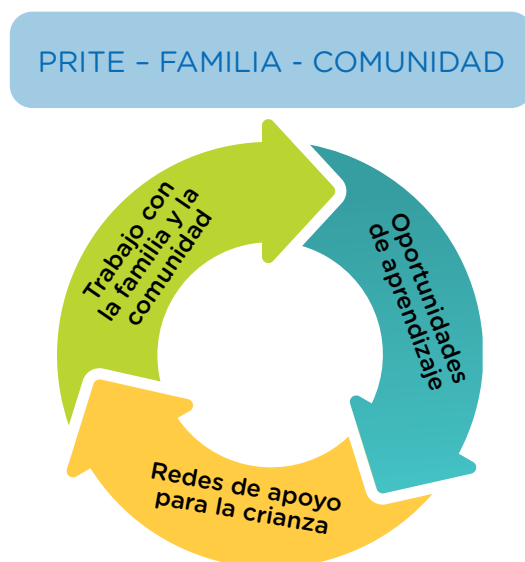 PRITE – FAMILIA - COMUNIDAD
Trabajo con
la familia y la
comunidad
Oportunidades
de aprendizaje
Redes de apoyo
para la crianza